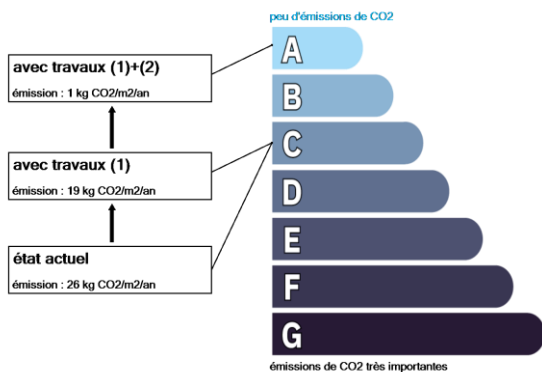 peu d'émissions de CO2
avec travaux (1)+(2)
émission : 1 kg CO2/m2/an
avec travaux (1)
émission : 19 kg CO2/m2/an
état actuel
émission : 26 kg CO2/m2/an
A
B
C
D
E
F
G
émissions de CO2 très importantes